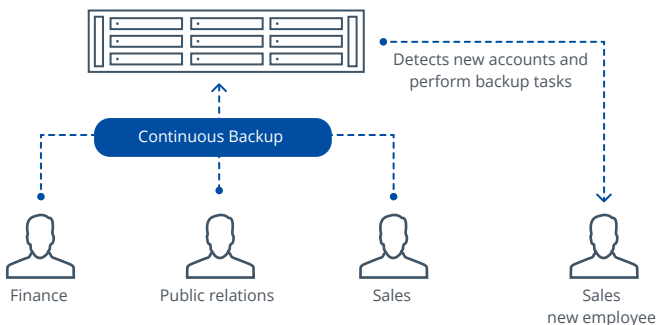 Detects new accounts and
perform backup tasks
Continuous Backup
Finance
Public relations
Sales
Sales
new employee